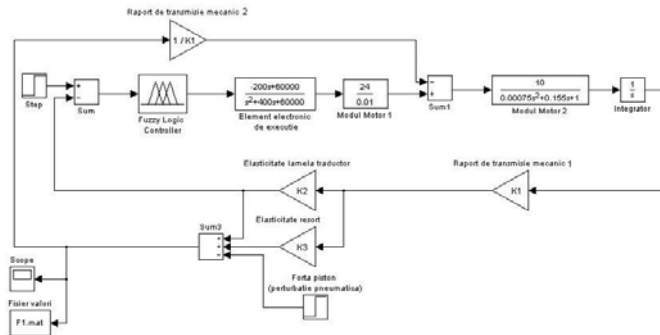 Raport de transmizie mecanic 2
1 / K1
Step
Sum
Fuzzy Logic
Controller
-200s+60000
s²+400s+60000
Element electronic
de executie
24
0.01
Modul Motor 1
Sum1
10
0.00075s²+0.155s+1
Modul Motor 2
1
s
Integrator
Elasticitate lamela traductor
K2
Raport de transmizie mecanic 1
K1
Elasticitate resort
K3
Sum3
Forta piston
(perturbatie pneumatica)
Scope
Fisier valori
F1.mat